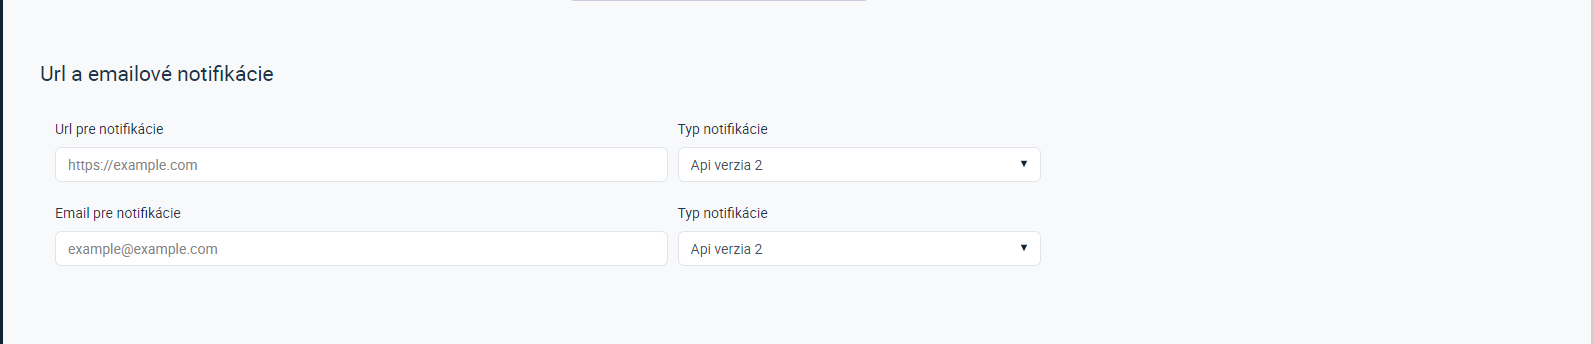 Url a emailové notifikácie
Url pre notifikácie
Typ notifikácie
https://example.com
Api verzia 2
Email pre notifikácie
Typ notifikácie
example@example.com
Api verzia 2